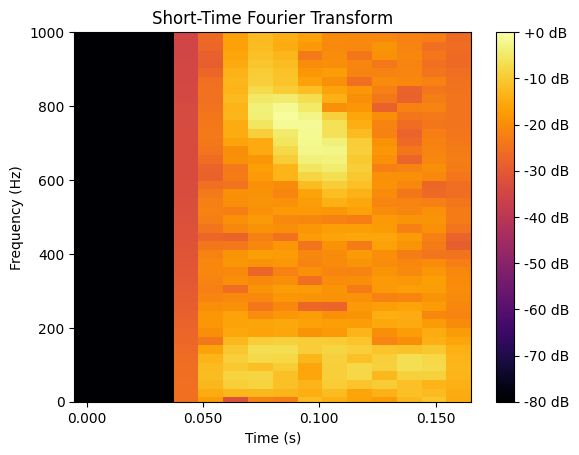 Short-Time Fourier Transform
Frequency (Hz)
1000
800
600
400
200
0
0.000
0.050
0.100
0.150
Time (s)
+0 dB
-10 dB
-20 dB
-30 dB
-40 dB
-50 dB
-60 dB
-70 dB
-80 dB